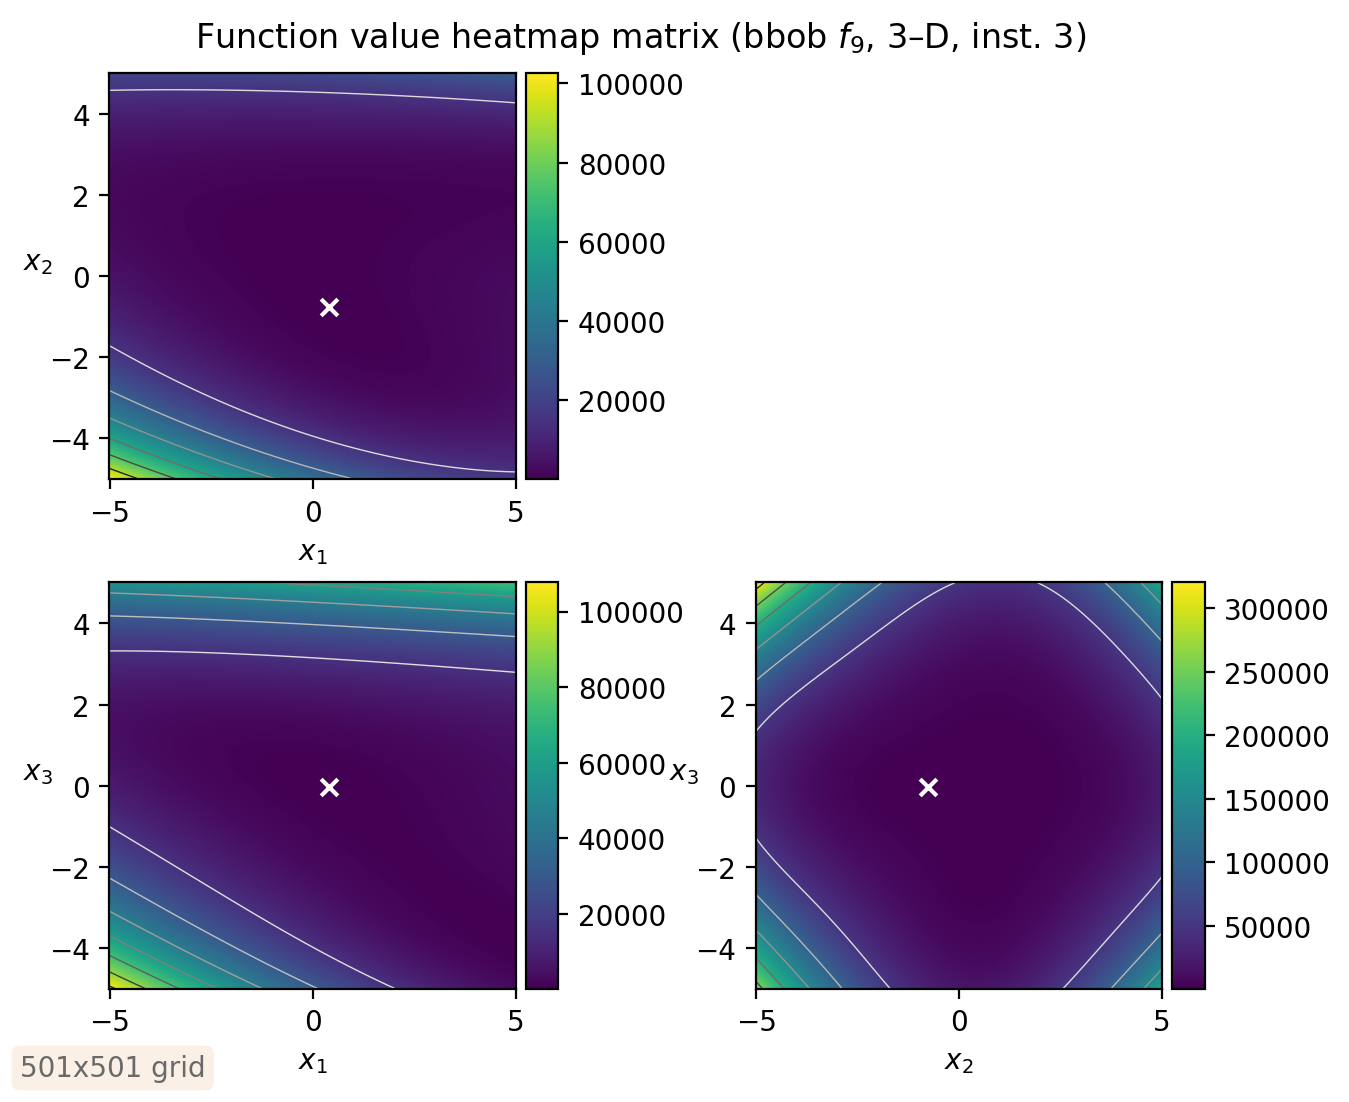 Function value heatmap matrix (bbob f₉, 3–D, inst. 3)
100000
80000
60000
40000
20000
4
2
0
−2
−4
x₂
−5 0 5
x₁
100000
80000
60000
40000
20000
4
2
0
−2
−4
x₃
−5 0 5
x₁
300000
250000
200000
150000
100000
50000
4
2
0
−2
−4
x₃
−5 0 5
x₂
501x501 grid